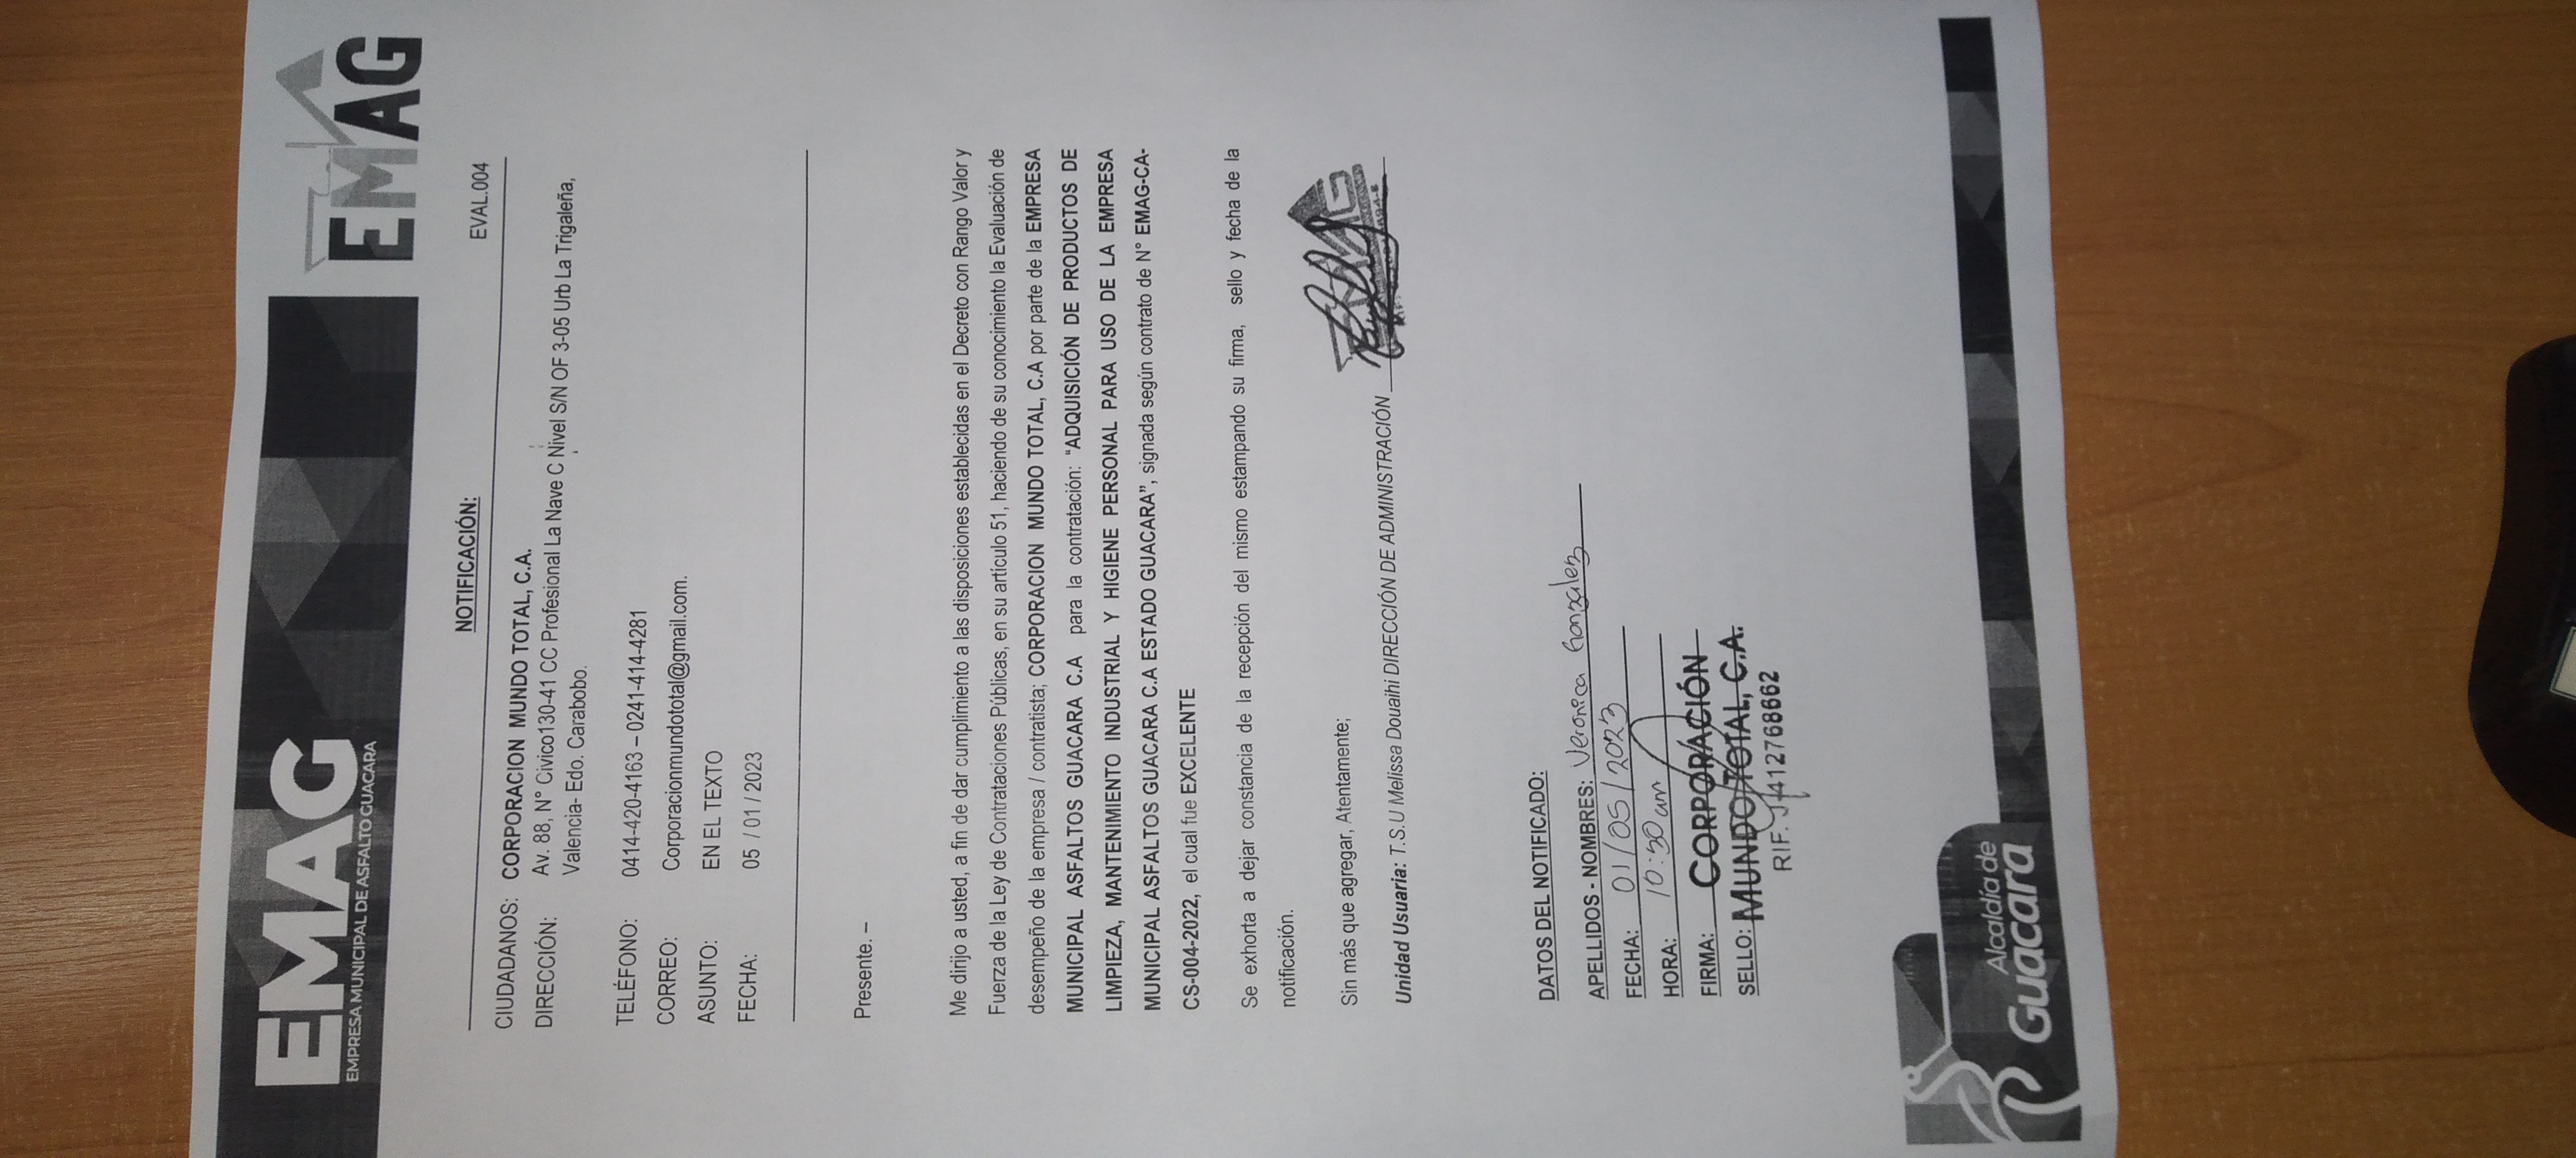 EMAG
EMPRESA MUNICIPAL DE ASFALTO GUACARA
EMAG
NOTIFICACIÓN:
EVAL.004
CIUDADANOS: CORPORACION MUNDO TOTAL, C.A.
DIRECCIÓN: Av. 88, N° Civico130-41 CC Profesional La Nave C Nivel S/N OF 3-05 Urb La Trigaleña,
Valencia- Edo. Carabobo.
TELÉFONO: 0414-420-4163 – 0241-414-4281
CORREO: Corporacionmundototal@gmail.com.
ASUNTO: EN EL TEXTO
FECHA: 05 / 01 / 2023
Presente. –
Me dirijo a usted, a fin de dar cumplimiento a las disposiciones establecidas en el Decreto con Rango Valor y
Fuerza de la Ley de Contrataciones Públicas, en su artículo 51, haciendo de su conocimiento la Evaluación de
desempeño de la empresa / contratista; CORPORACION MUNDO TOTAL, C.A por parte de la EMPRESA
MUNICIPAL ASFALTOS GUACARA C.A para la contratación: “ADQUISICIÓN DE PRODUCTOS DE
LIMPIEZA, MANTENIMIENTO INDUSTRIAL Y HIGIENE PERSONAL PARA USO DE LA EMPRESA
MUNICIPAL ASFALTOS GUACARA C.A ESTADO GUACARA”, signada según contrato de N° EMAG-CA-
CS-004-2022, el cual fue EXCELENTE
Se exhorta a dejar constancia de la recepción del mismo estampando su firma, sello y fecha de la
notificación.
Sin más que agregar, Atentamente;
Unidad Usuaria: T.S.U Melissa Douaihi DIRECCIÓN DE ADMINISTRACIÓN
DATOS DEL NOTIFICADO:
APELLIDOS - NOMBRES: Veronica Gonzalez
FECHA: 01/05/2023
HORA: 10:30 am
FIRMA: CORPORACIÓN
SELLO: MUNDO TOTAL, C.A.
RIF. J-412768662
Alcaldía de
Guacara